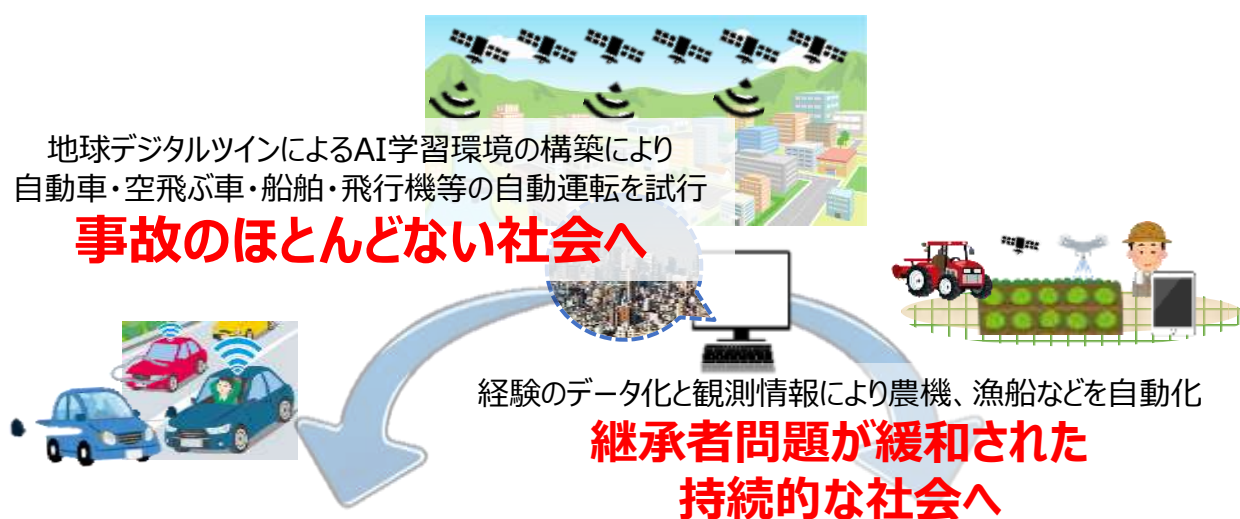 地球デジタルツインによるAI学習環境の構築により
自動車・空飛ぶ車・船舶・飛行機等の自動運転を試行
事故のほとんどない社会へ
経験のデータ化と観測情報により農機、漁船などを自動化
継承者問題が緩和された
持続的な社会へ